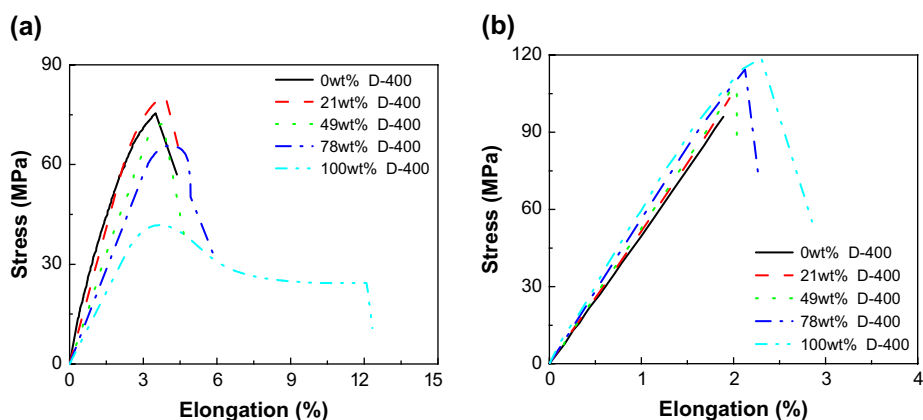 (a)
90
60
30
0
0 3 6 9 12 15
Stress (MPa)
Elongation (%)
0wt% D-400
21wt% D-400
49wt% D-400
78wt% D-400
100wt% D-400
(b)
120
90
60
30
0
0 1 2 3 4
Stress (MPa)
Elongation (%)
0wt% D-400
21wt% D-400
49wt% D-400
78wt% D-400
100wt% D-400